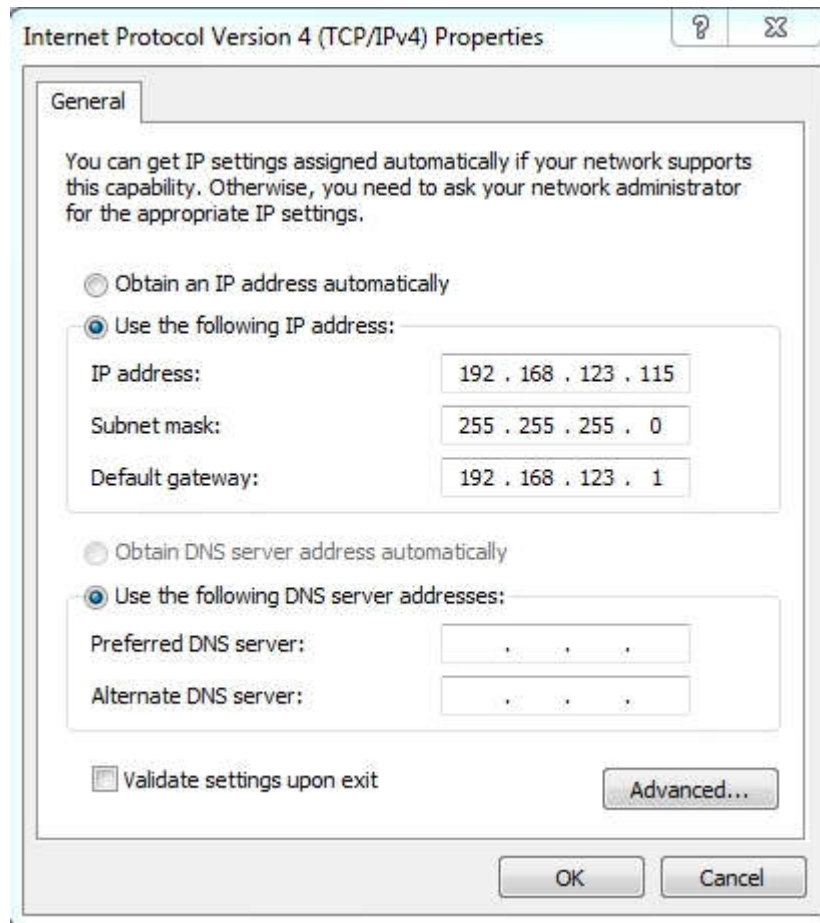 Internet Protocol Version 4 (TCP/IPv4) Properties
General
You can get IP settings assigned automatically if your network supports
this capability. Otherwise, you need to ask your network administrator
for the appropriate IP settings.
Obtain an IP address automatically
Use the following IP address:
IP address: 192 . 168 . 123 . 115
Subnet mask: 255 . 255 . 255 . 0
Default gateway: 192 . 168 . 123 . 1
Obtain DNS server address automatically
Use the following DNS server addresses:
Preferred DNS server: . . .
Alternate DNS server: . . .
Validate settings upon exit
Advanced...
OK Cancel